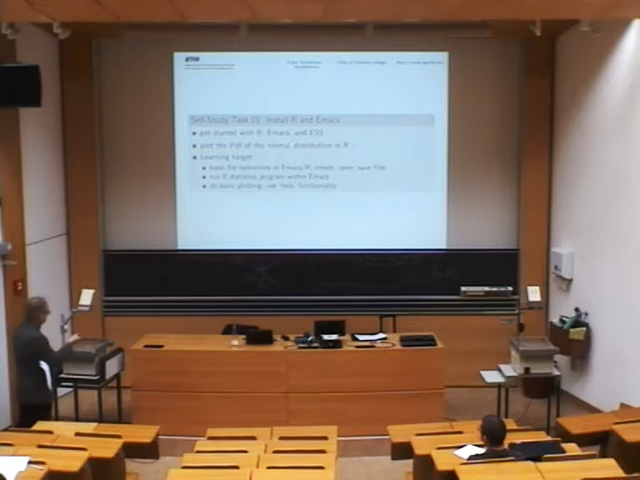 ETH
Self-Study Task 01: Install R and Emacs
get started with R, Emacs, and ESS
plot the Pdf of the normal distribution in R
Learning target
basic file operations in Emacs/R: create, open, save files
run R statistics program within Emacs
do basic plotting, use 'help' functionality